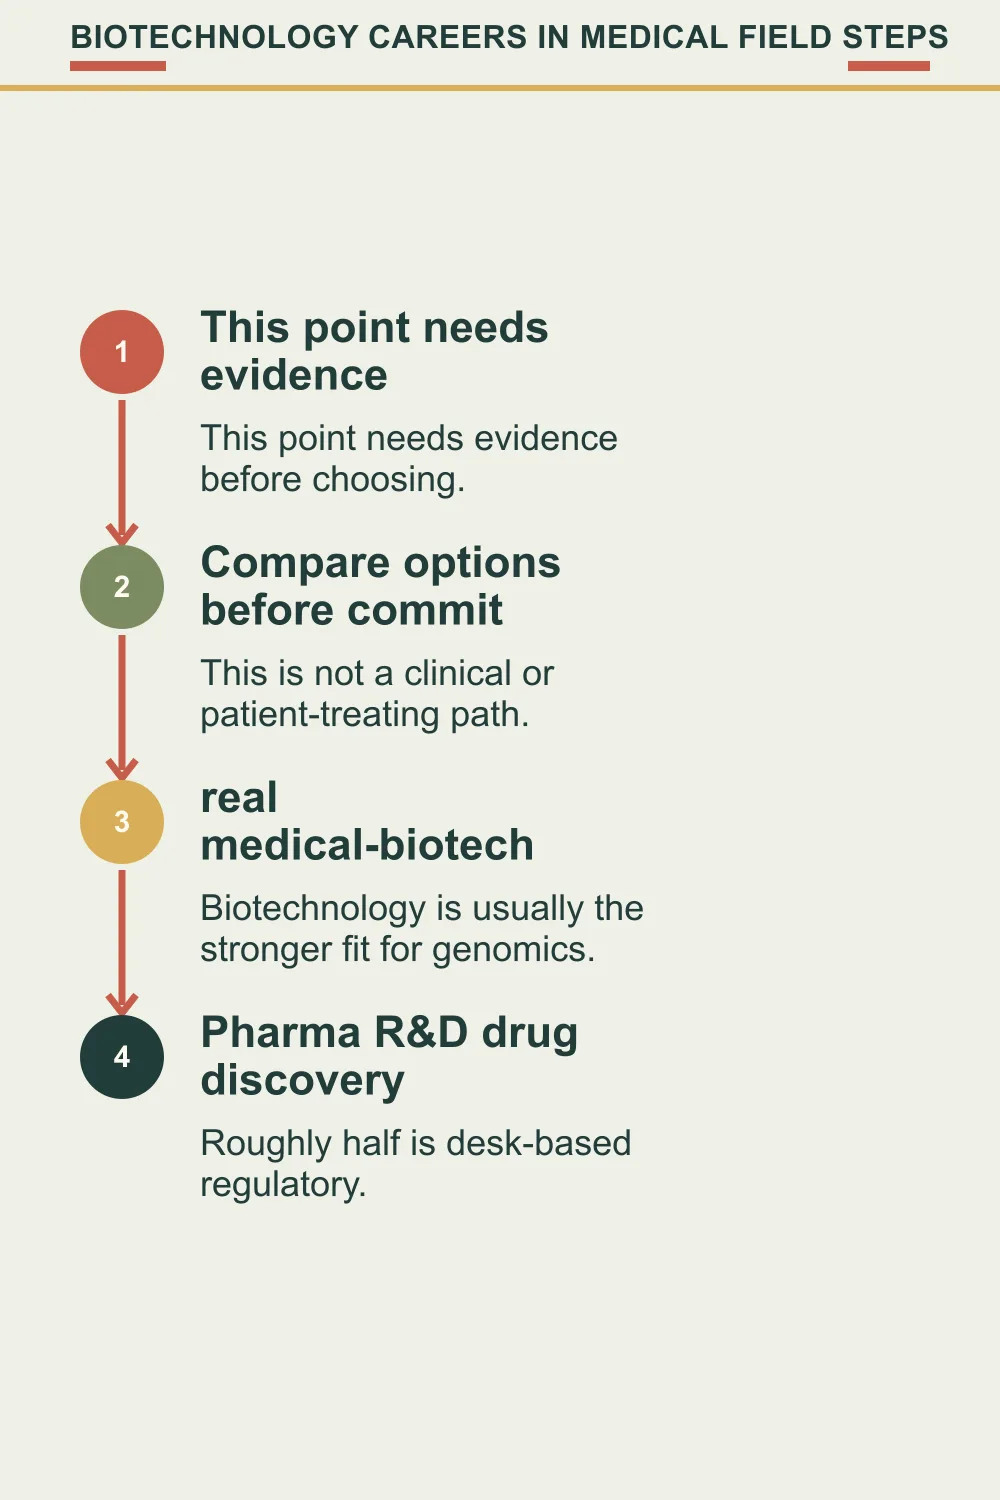 BIOTECHNOLOGY CAREERS IN MEDICAL FIELD STEPS
1
This point needs
evidence
This point needs evidence
before choosing.
2
Compare options
before commit
This is not a clinical or
patient-treating path.
3
real
medical-biotech
Biotechnology is usually the
stronger fit for genomics.
4
Pharma R&D drug
discovery
Roughly half is desk-based
regulatory.